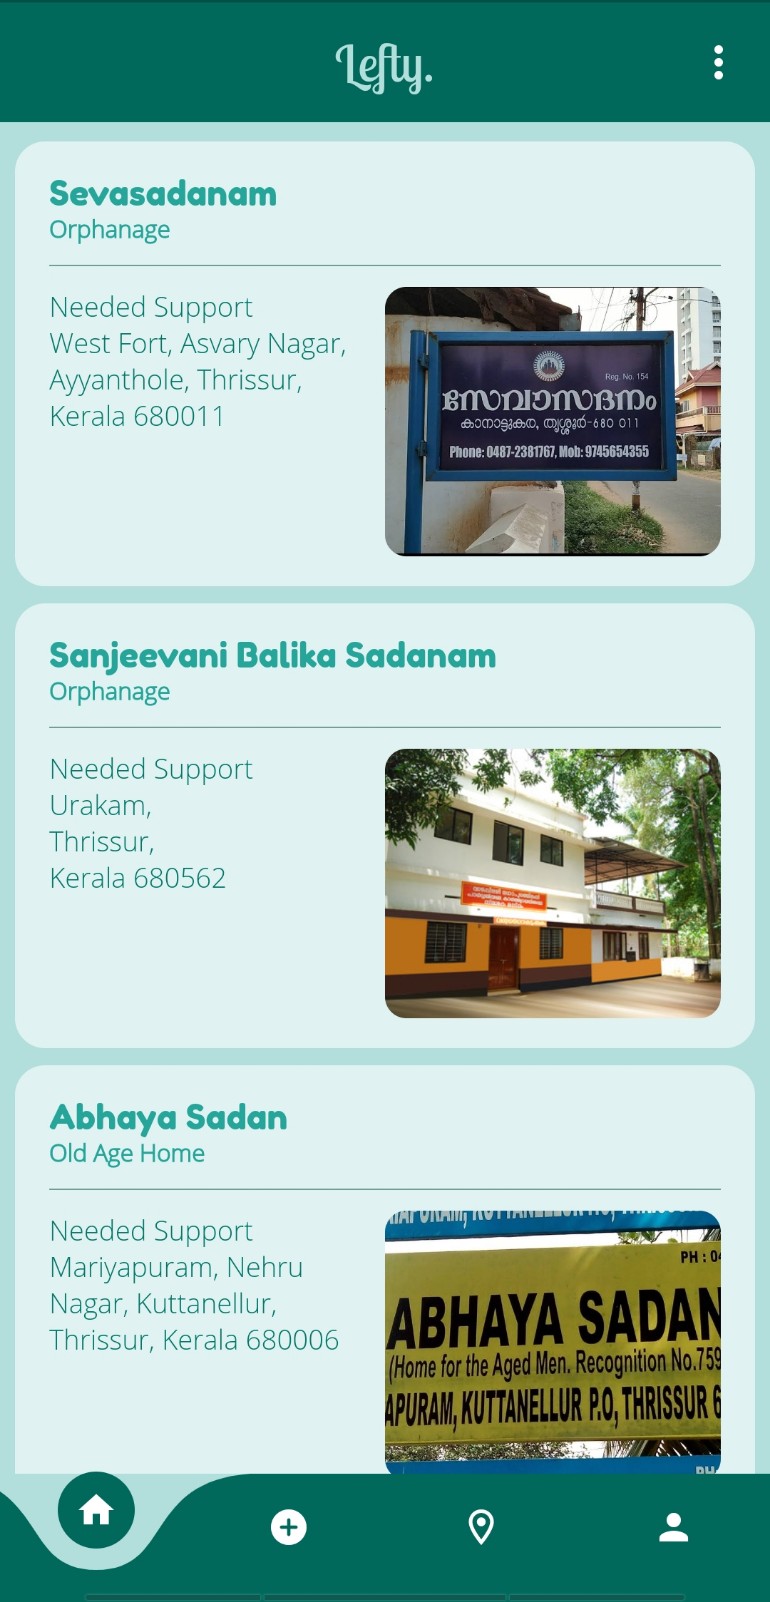 Lefty.
Sevasadanam
Orphanage
Needed Support
West Fort, Asvary Nagar,
Ayyanthole, Thrissur,
Kerala 680011
Reg. No. 154
സേവാസദനം
കാനാട്ടുകര, തൃശ്ശൂർ-680 011
Phone: 0487-2381767, Mob: 9745654355
Sanjeevani Balika Sadanam
Orphanage
Needed Support
Urakam,
Thrissur,
Kerala 680562
Abhaya Sadan
Old Age Home
Needed Support
Mariyapuram, Nehru
Nagar, Kuttanellur,
Thrissur, Kerala 680006
PH : 04
ABHAYA SADAN
(Home for the Aged Men. Recognition No.759
APURAM, KUTTANELLUR P.O, THRISSUR 6
PH